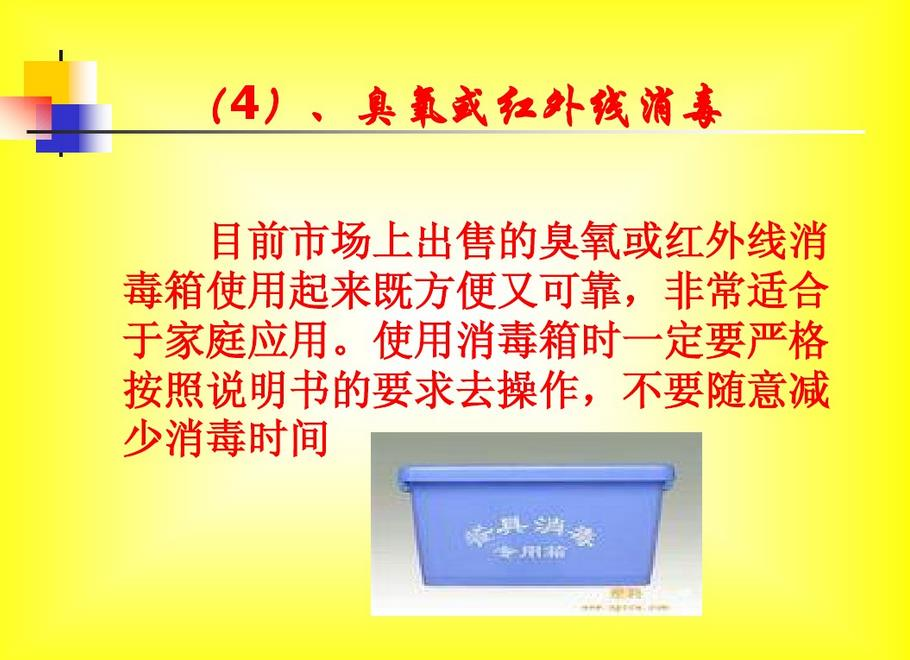 （4）、臭氧或红外线消毒
目前市场上出售的臭氧或红外线消
毒箱使用起来既方便又可靠，非常适合
于家庭应用。使用消毒箱时一定要严格
按照说明书的要求去操作，不要随意减
少消毒时间
餐具消毒
专用箱